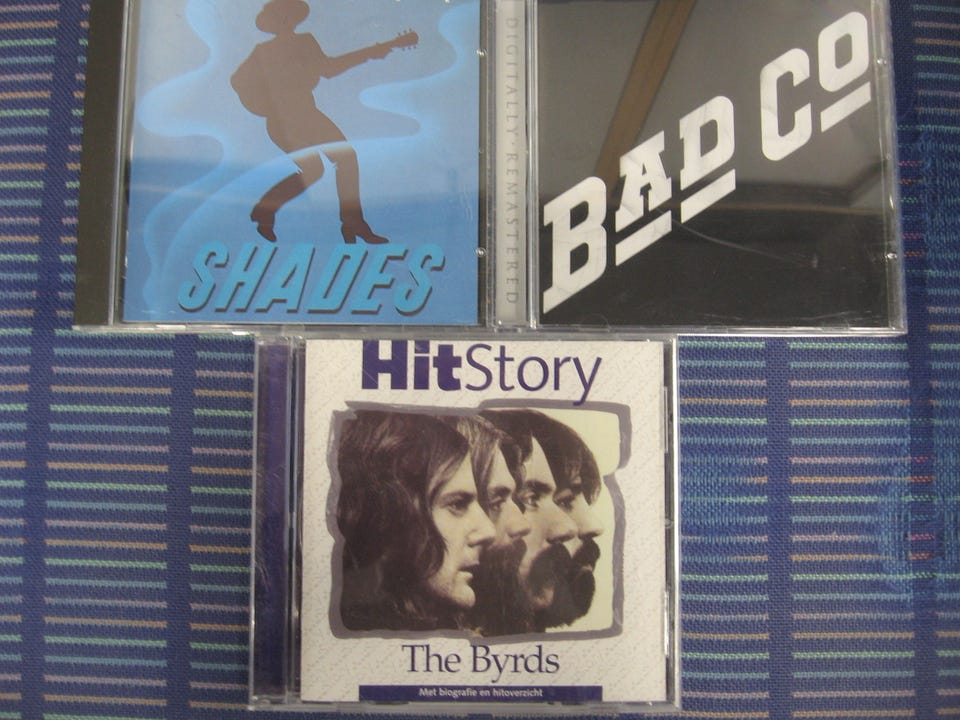 SHADES
DIGITALLY·REMASTERED
BAD CO
HitStory
The Byrds
Met biografie en hitoverzicht